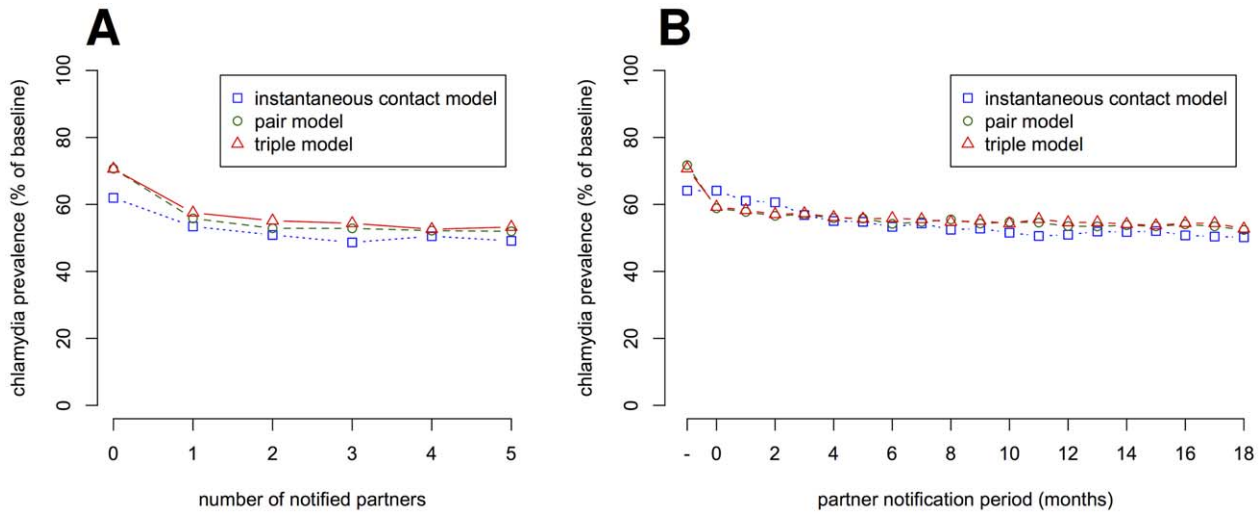 A
chlamydia prevalence (% of baseline)
100
80
60
40
20
0
instantaneous contact model
pair model
triple model
0 1 2 3 4 5
number of notified partners
B
chlamydia prevalence (% of baseline)
100
80
60
40
20
0
instantaneous contact model
pair model
triple model
- 0 2 4 6 8 10 12 14 16 18
partner notification period (months)